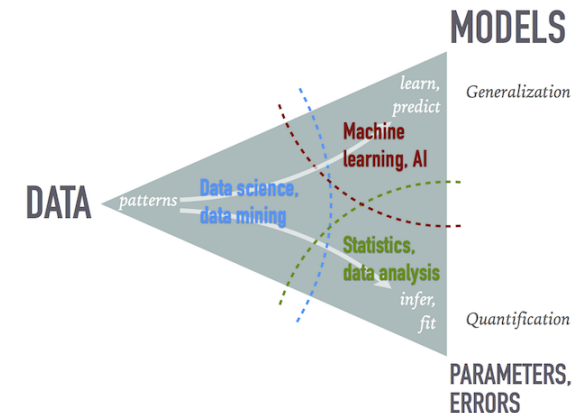 MODELS
learn,
predict
Generalization
Machine
learning, AI
DATA
patterns
Data science,
data mining
Statistics,
data analysis
infer,
fit
Quantification
PARAMETERS,
ERRORS